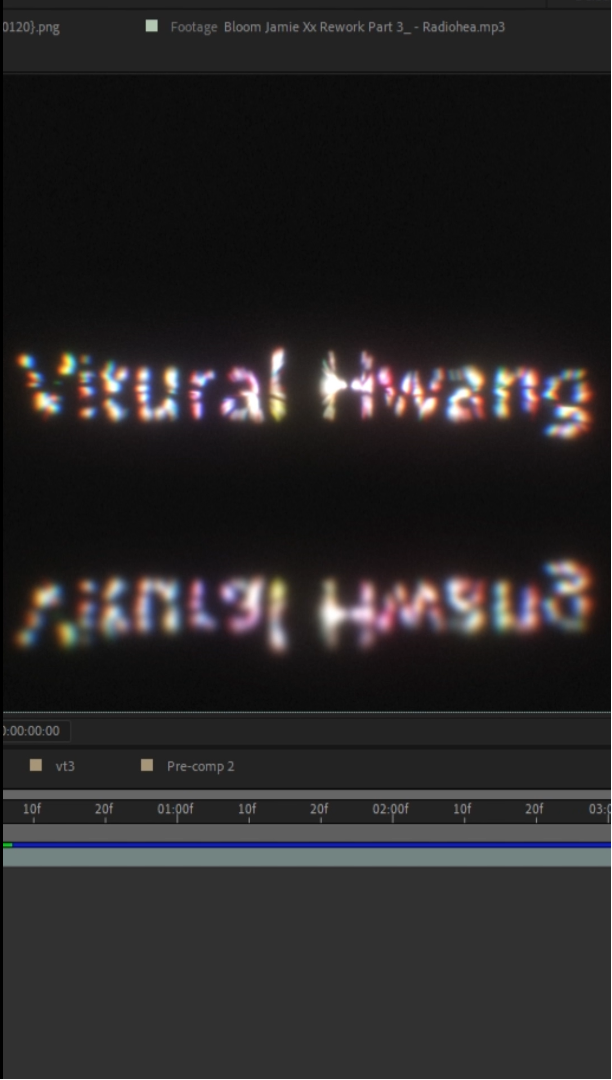 0120}.png
Footage Bloom Jamie Xx Rework Part 3_ - Radiohea.mp3
Vitural Hwang
Vitural Hwang
0:00:00:00
vt3 Pre-comp 2
10f 20f 01:00f 10f 20f 02:00f 10f 20f 03:0